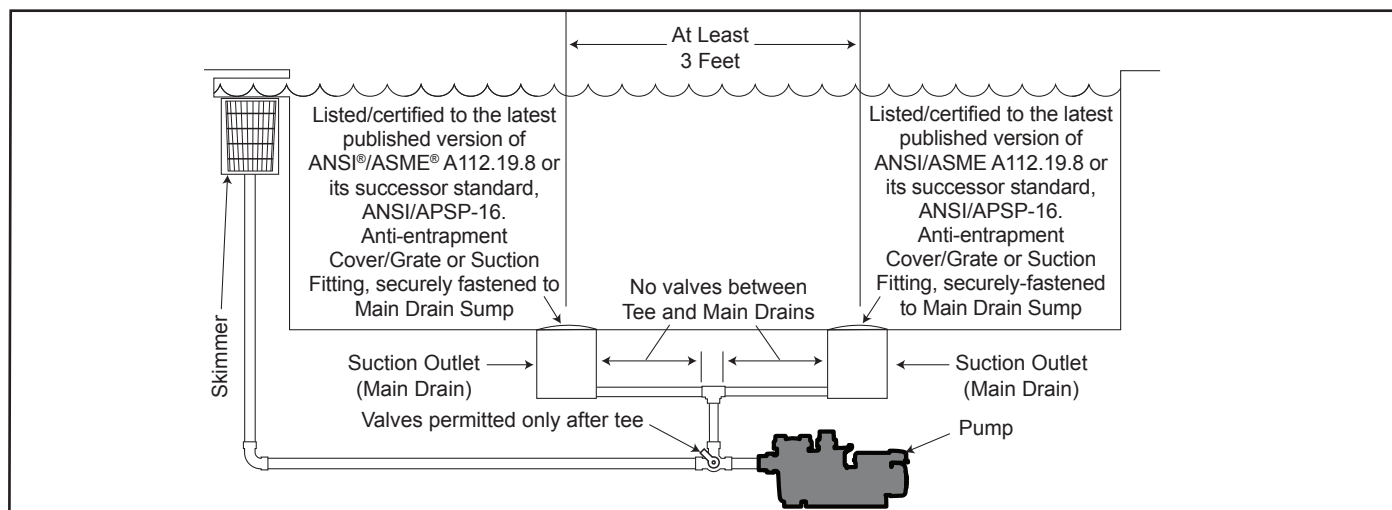 At Least
3 Feet
Listed/certified to the latest
published version of
ANSI®/ASME® A112.19.8 or
its successor standard,
ANSI/APSP-16.
Anti-entrapment
Cover/Grate or Suction
Fitting, securely fastened to
Main Drain Sump
Listed/certified to the latest
published version of
ANSI/ASME A112.19.8 or
its successor standard,
ANSI/APSP-16.
Anti-entrapment
Cover/Grate or Suction
Fitting, securely-fastened
to Main Drain Sump
No valves between
Tee and Main Drains
Skimmer
Suction Outlet
(Main Drain)
Suction Outlet
(Main Drain)
Valves permitted only after tee
Pump